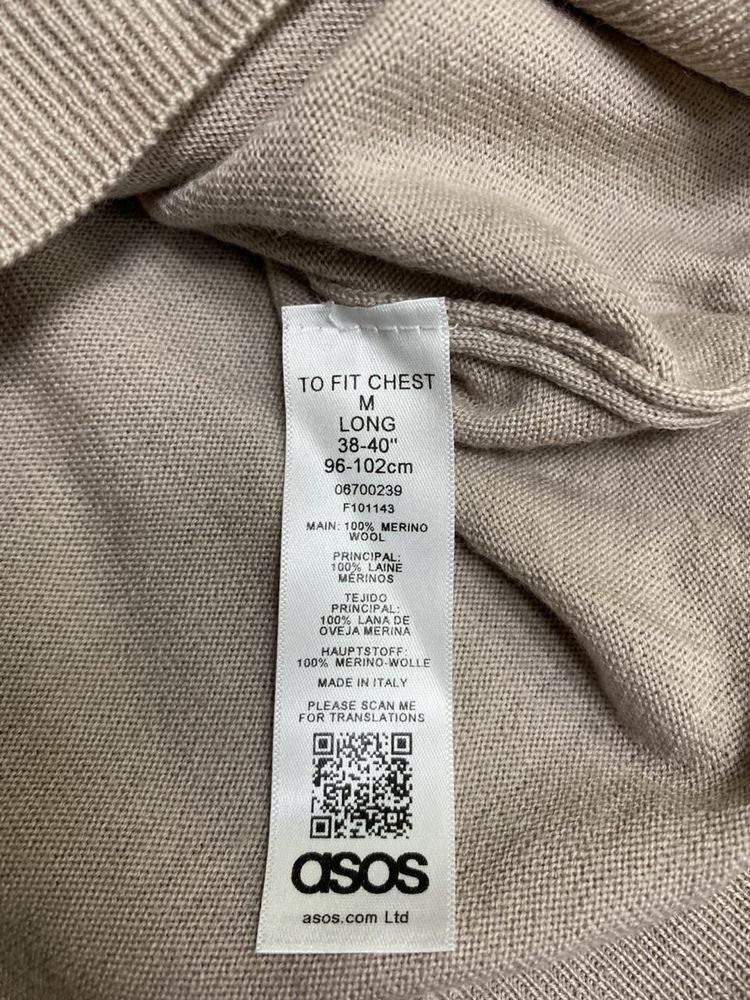 TO FIT CHEST
M
LONG
38-40"
96-102cm
06700239
F101143
MAIN: 100% MERINO
WOOL
PRINCIPAL:
100% LAINE
MÉRINOS
TEJIDO
PRINCIPAL:
100% LANA DE
OVEJA MERINA
HAUPTSTOFF:
100% MERINO-WOLLE
MADE IN ITALY
PLEASE SCAN ME
FOR TRANSLATIONS
asos
asos.com Ltd